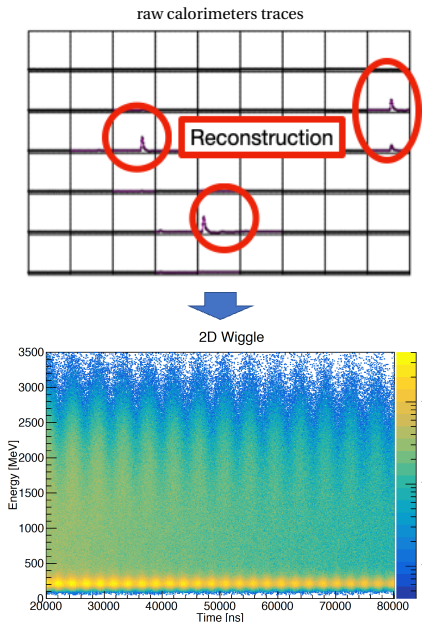 raw calorimeters traces
Reconstruction
2D Wiggle
Energy [MeV]
3500
3000
2500
2000
1500
1000
500
0
20000 30000 40000 50000 60000 70000 80000
Time [ns]